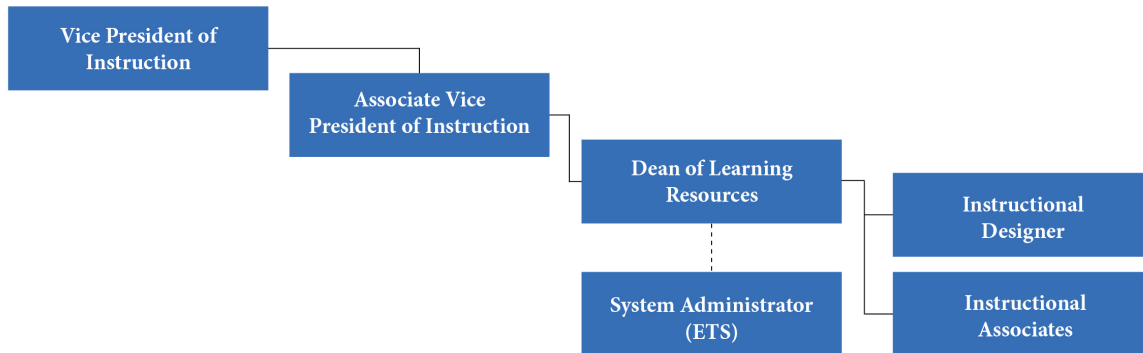 Vice President of
Instruction
Associate Vice
President of Instruction
Dean of Learning
Resources
Instructional
Designer
System Administrator
(ETS)
Instructional
Associates